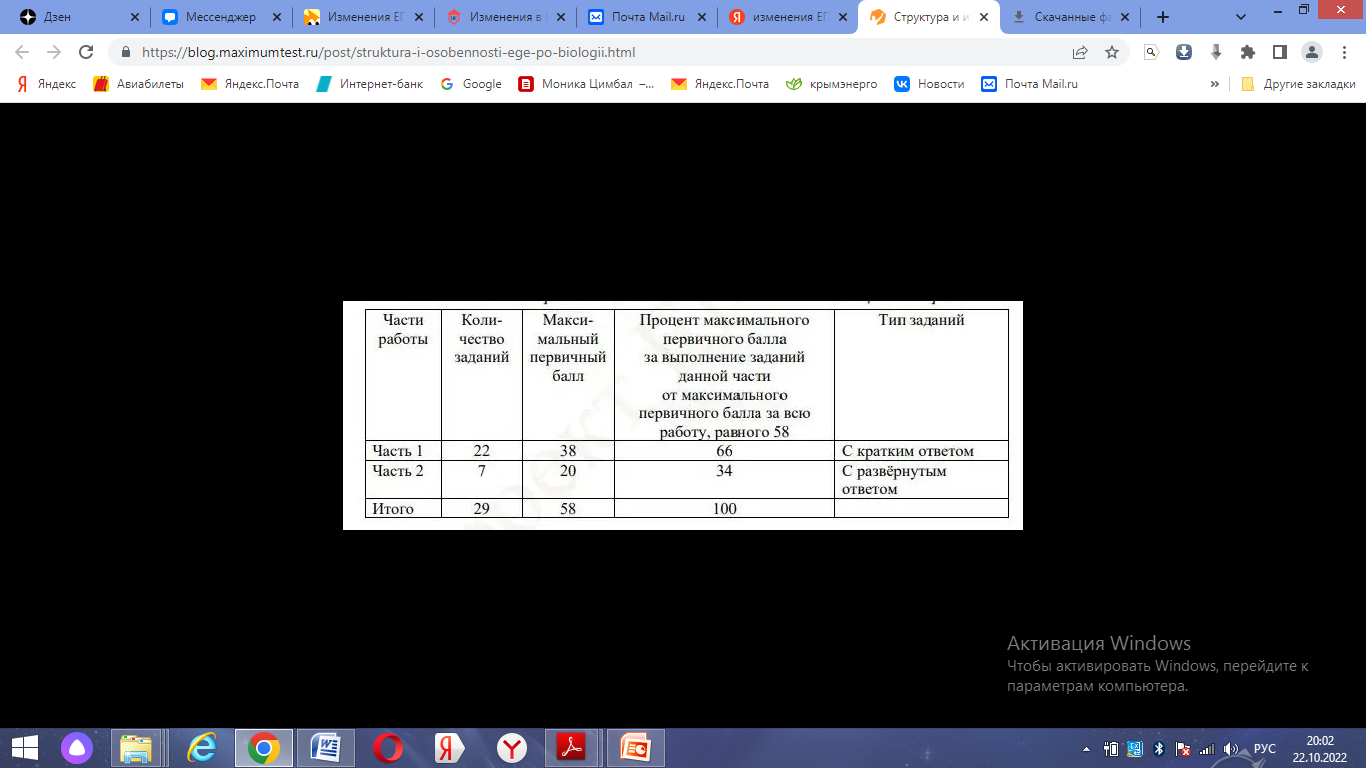 Дзен
Мессенджер
Изменения ЕГ
Изменения в
Почта Mail.ru
изменения ЕГ
Структура и и
Скачанные фа
https://blog.maximumtest.ru/post/struktura-i-osobennosti-ege-po-biologii.html
Яндекс
Авиабилеты
Яндекс.Почта
Интернет-банк
Google
Моника Цимбал –...
Яндекс.Почта
крымэнерго
Новости
Почта Mail.ru
»
Другие закладки
Части
работы
Коли-
чество
заданий
Макси-
мальный
первичный
балл
Процент максимального
первичного балла
за выполнение заданий
данной части
от максимального
первичного балла за всю
работу, равного 58
Тип заданий
Часть 1 22 38 66 С кратким ответом
Часть 2 7 20 34 С развёрнутым
ответом
Итого 29 58 100
Активация Windows
Чтобы активировать Windows, перейдите к
параметрам компьютера.
РУС
20:02
22.10.2022